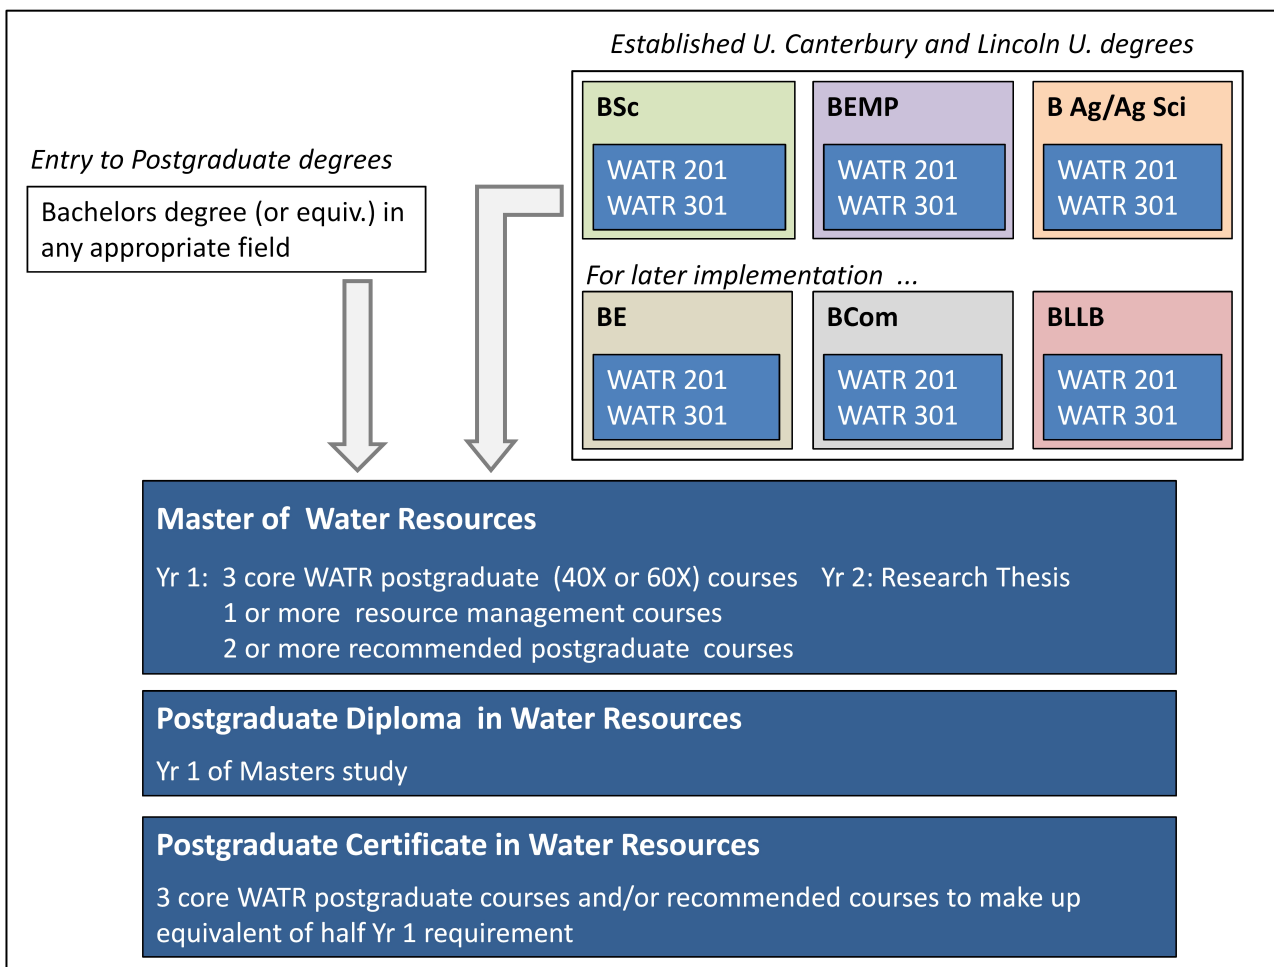 Established U. Canterbury and Lincoln U. degrees
BSc
WATR 201
WATR 301
BEMP
WATR 201
WATR 301
B Ag/Ag Sci
WATR 201
WATR 301
Entry to Postgraduate degrees
Bachelors degree (or equiv.) in
any appropriate field
For later implementation ...
BE
WATR 201
WATR 301
BCom
WATR 201
WATR 301
BLLB
WATR 201
WATR 301
Master of Water Resources
Yr 1: 3 core WATR postgraduate (40X or 60X) courses Yr 2: Research Thesis
1 or more resource management courses
2 or more recommended postgraduate courses
Postgraduate Diploma in Water Resources
Yr 1 of Masters study
Postgraduate Certificate in Water Resources
3 core WATR postgraduate courses and/or recommended courses to make up
equivalent of half Yr 1 requirement